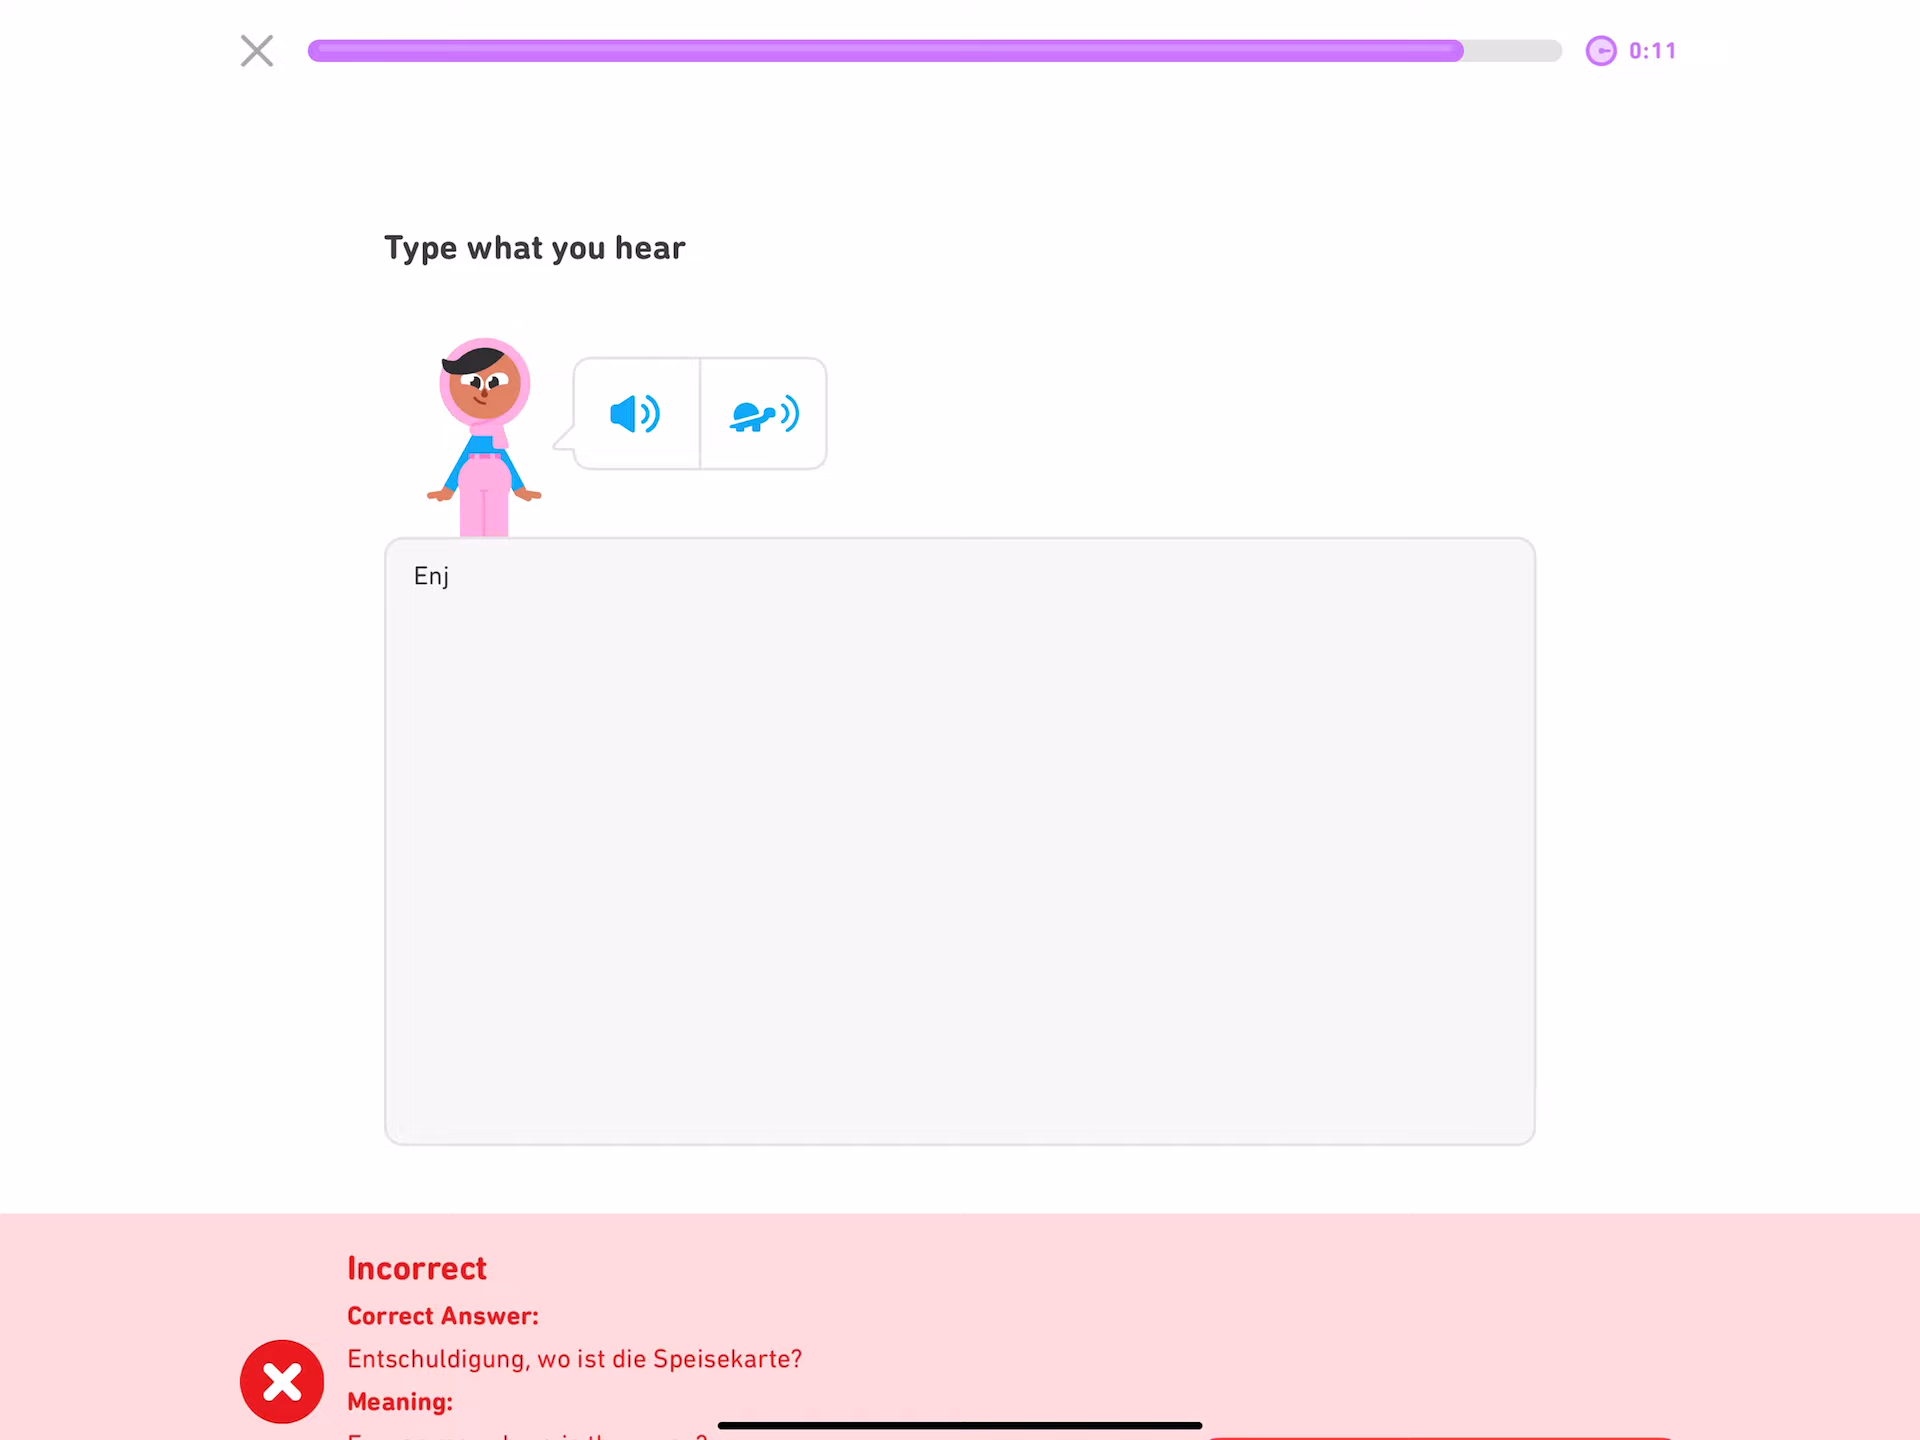 0:11
Type what you hear
Enj
Incorrect
Correct Answer:
Entschuldigung, wo ist die Speisekarte?
Meaning: